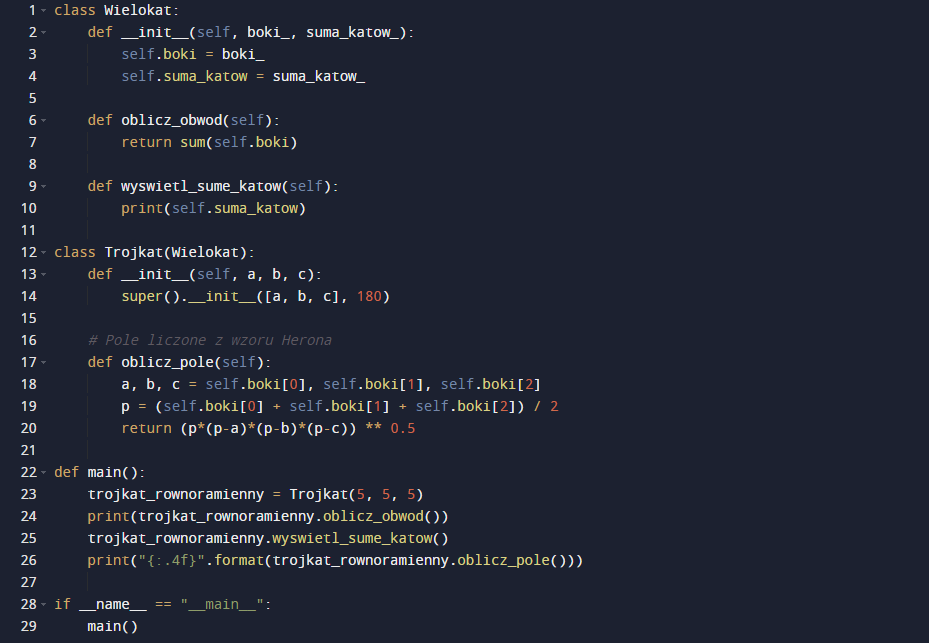 1 class Wielokat:
2     def __init__(self, boki_, suma_katow_):
3         self.boki = boki_
4         self.suma_katow = suma_katow_
5
6     def oblicz_obwod(self):
7         return sum(self.boki)
8
9     def wyswietl_sume_katow(self):
10         print(self.suma_katow)
11
12 class Trojkat(Wielokat):
13     def __init__(self, a, b, c):
14         super().__init__([a, b, c], 180)
15
16     # Pole liczone z wzoru Herona
17     def oblicz_pole(self):
18         a, b, c = self.boki[0], self.boki[1], self.boki[2]
19         p = (self.boki[0] + self.boki[1] + self.boki[2]) / 2
20         return (p*(p-a)*(p-b)*(p-c)) ** 0.5
21
22 def main():
23     trojkat_rownoramienny = Trojkat(5, 5, 5)
24     print(trojkat_rownoramienny.oblicz_obwod())
25     trojkat_rownoramienny.wyswietl_sume_katow()
26     print("{:.4f}".format(trojkat_rownoramienny.oblicz_pole()))
27
28 if __name__ == "__main__":
29     main()